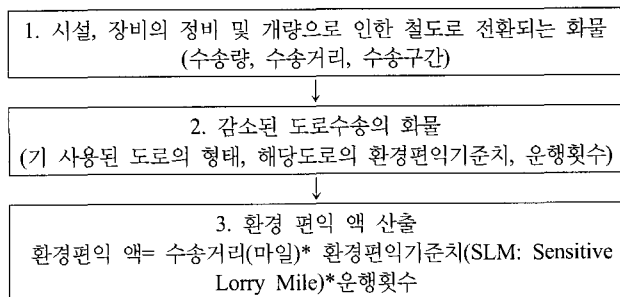 1. 시설, 장비의 정비 및 개량으로 인한 철도로 전환되는 화물
(수송량, 수송거리, 수송구간)
↓
2. 감소된 도로수송의 화물
(기 사용된 도로의 형태, 해당도로의 환경편익기준치, 운행횟수)
↓
3. 환경 편익 액 산출
환경편익 액= 수송거리(마일)* 환경편익기준치(SLM: Sensitive
Lorry Mile)*운행횟수